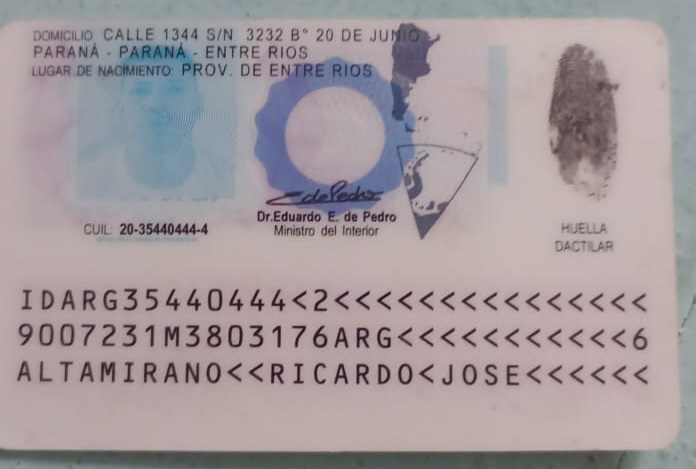 DOMICILIO: CALLE 1344 S/N 3232 B° 20 DE JUNIO
PARANÁ - PARANÁ - ENTRE RIOS
LUGAR DE NACIMIENTO: PROV. DE ENTRE RIOS
CUIL: 20-35440444-4
Dr.Eduardo E. de Pedro
Ministro del Interior
HUELLA
DACTILAR
IDARG35440444<2<<<<<<<<<<<<<<<
9007231M3803176ARG<<<<<<<<<<<6
ALTAMIRANO<<RICARDO<JOSE<<<<<<